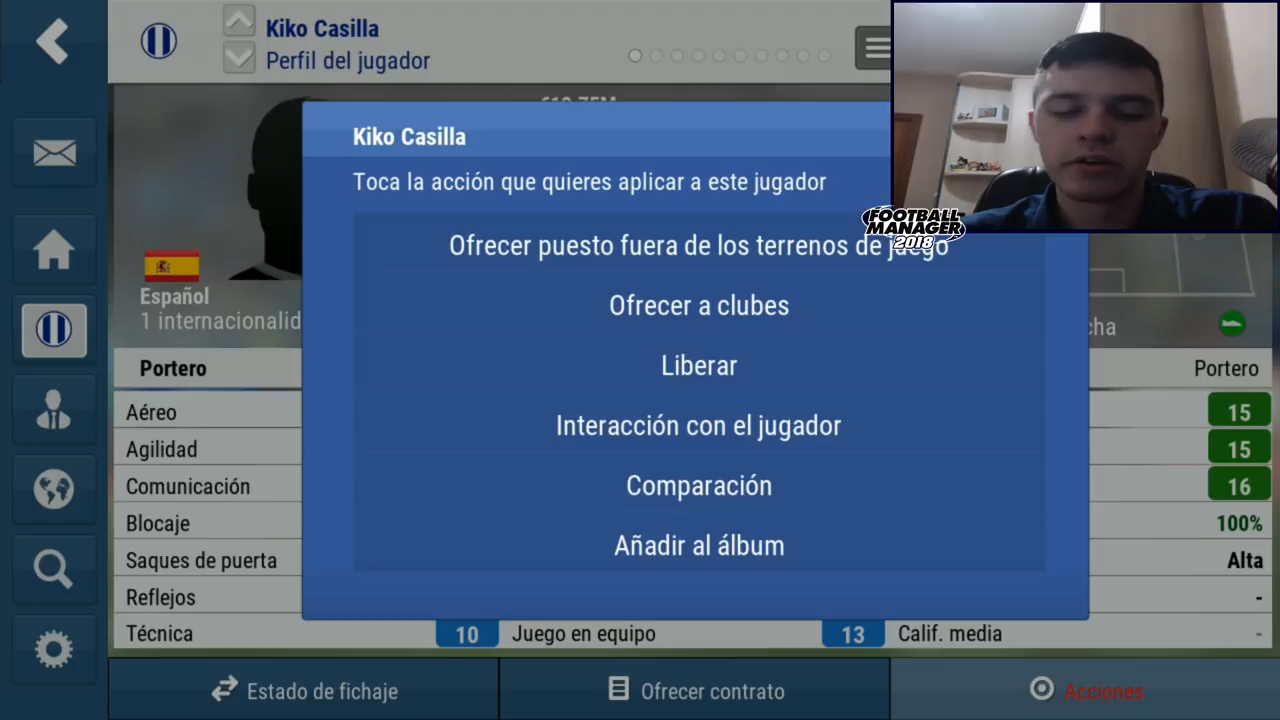 Kiko Casilla
Perfil del jugador
Kiko Casilla
Toca la acción que quieres aplicar a este jugador
FOOTBALL
MANAGER
2018
Ofrecer puesto fuera de los terrenos de juego
Ofrecer a clubes
Liberar
Interacción con el jugador
Comparación
Añadir al álbum
Español
1 internacionalid
cha
Portero
Portero
Aéreo
15
Agilidad
15
Comunicación
16
Blocaje
100%
Saques de puerta
Alta
Reflejos
-
Técnica
10
Juego en equipo
13
Calif. media
-
Estado de fichaje
Ofrecer contrato
Acciones